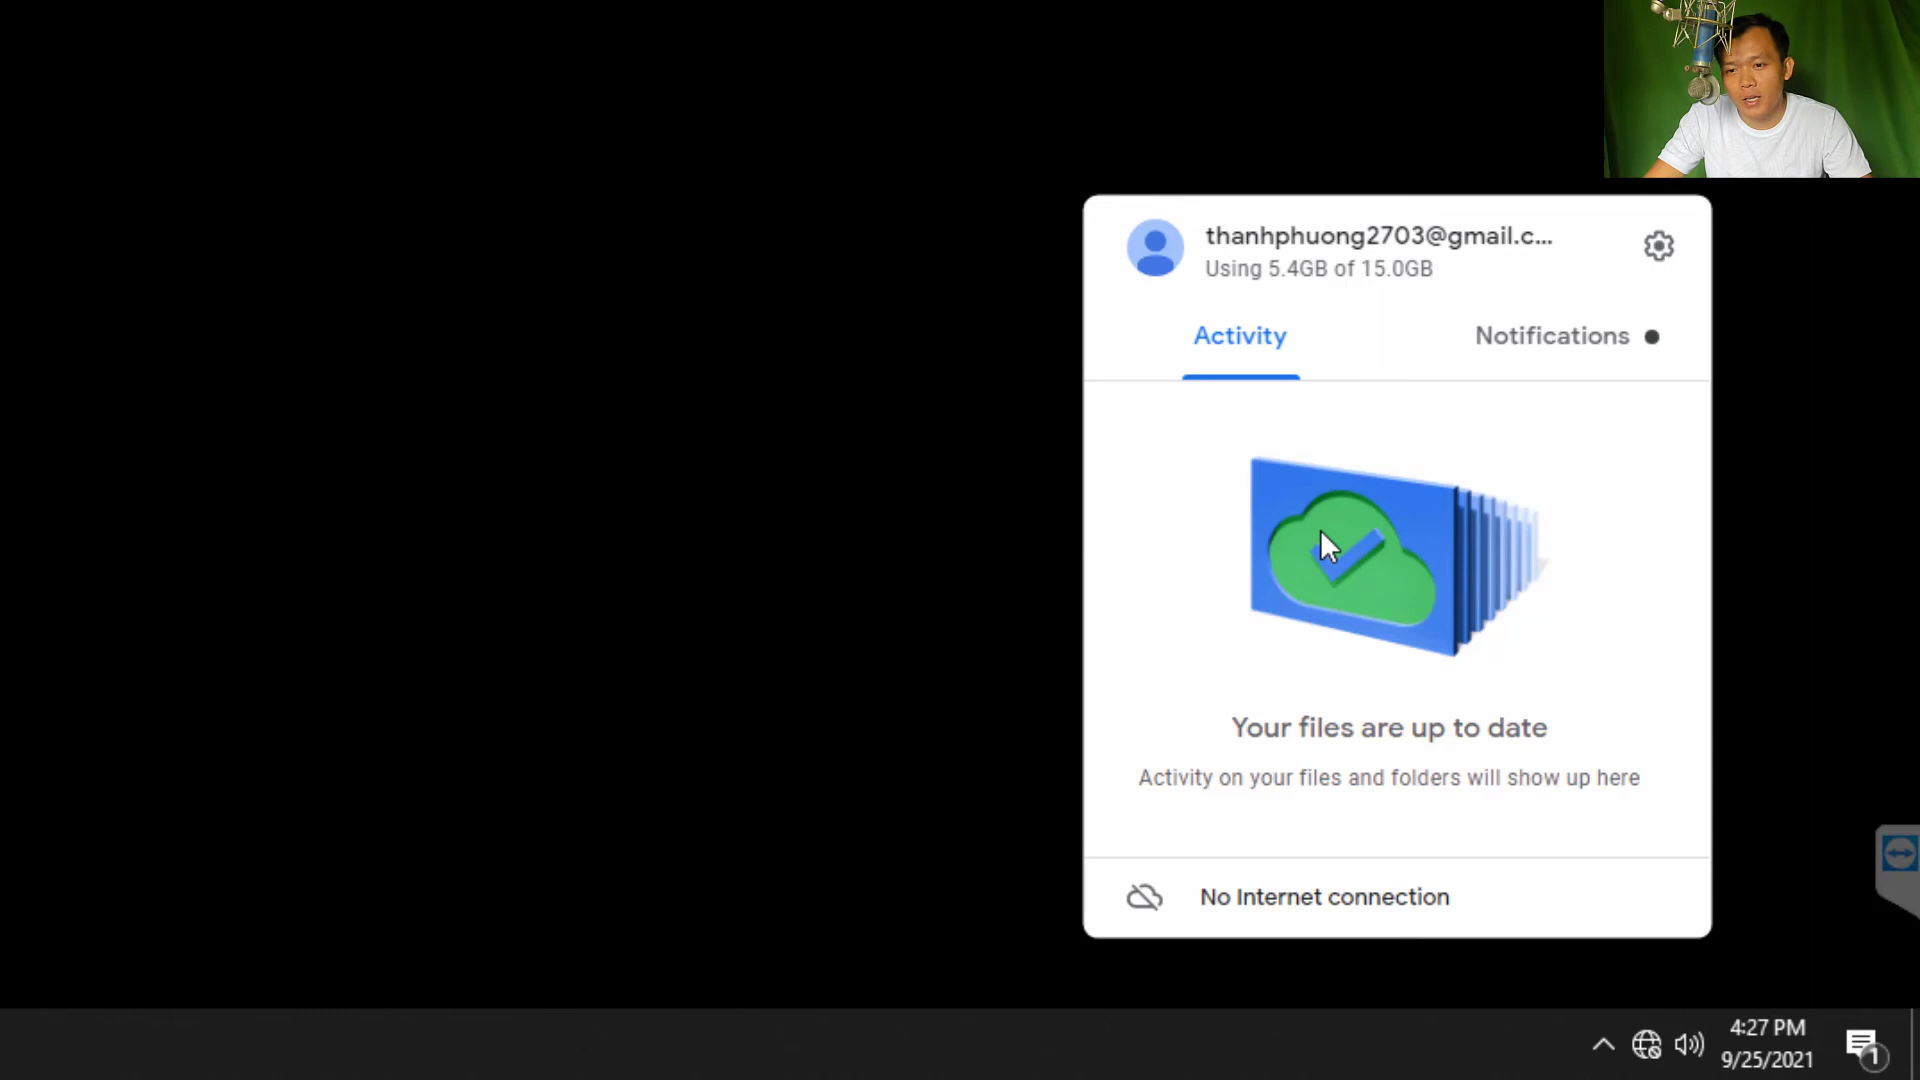 thanhphuong2703@gmail.c...
Using 5.4GB of 15.0GB
Activity
Notifications
Your files are up to date
Activity on your files and folders will show up here
No Internet connection
4:27 PM
9/25/2021
1